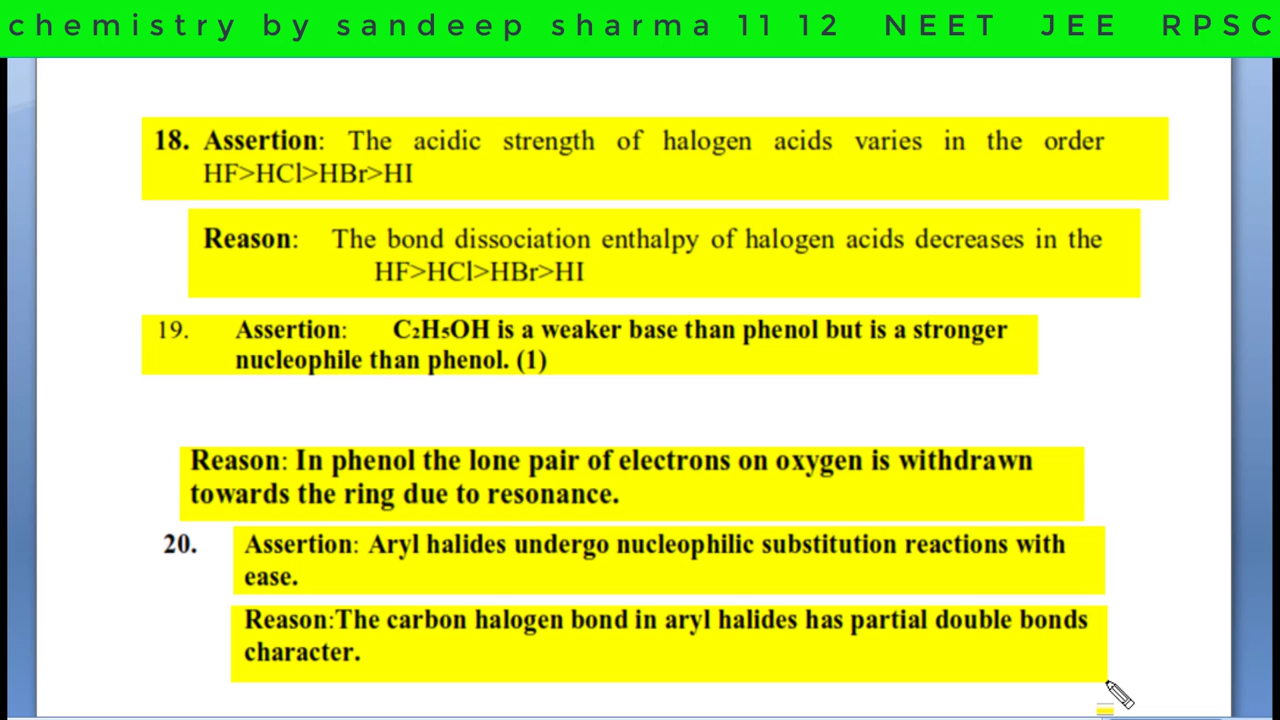 chemistry by sandeep sharma 11 12 NEET JEE RPSC
18. Assertion: The acidic strength of halogen acids varies in the order
HF>HCl>HBr>HI
Reason: The bond dissociation enthalpy of halogen acids decreases in the
HF>HCl>HBr>HI
19. Assertion: C₂H₅OH is a weaker base than phenol but is a stronger
nucleophile than phenol. (1)
Reason: In phenol the lone pair of electrons on oxygen is withdrawn
towards the ring due to resonance.
20. Assertion: Aryl halides undergo nucleophilic substitution reactions with
ease.
Reason:The carbon halogen bond in aryl halides has partial double bonds
character.